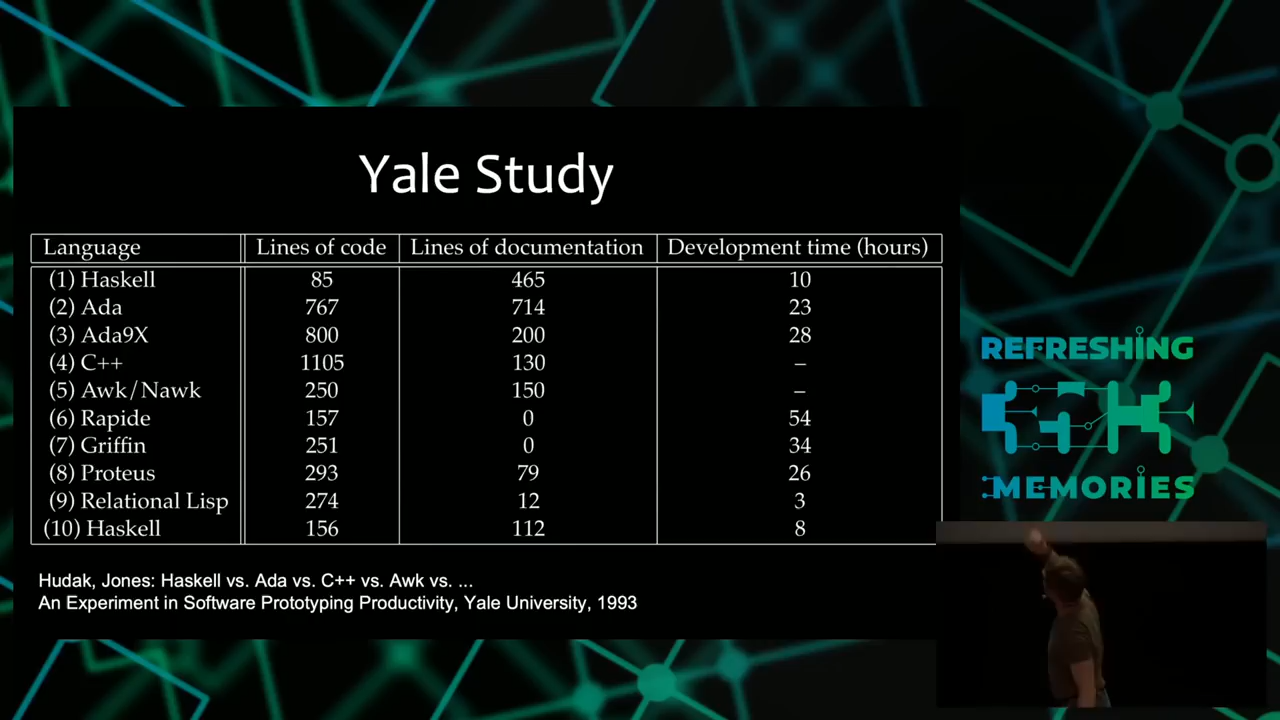 Yale Study
Language Lines of code Lines of documentation Development time (hours)
(1) Haskell 85 465 10
(2) Ada 767 714 23
(3) Ada9X 800 200 28
(4) C++ 1105 130 –
(5) Awk/Nawk 250 150 –
(6) Rapide 157 0 54
(7) Griffin 251 0 34
(8) Proteus 293 79 26
(9) Relational Lisp 274 12 3
(10) Haskell 156 112 8
Hudak, Jones: Haskell vs. Ada vs. C++ vs. Awk vs. ...
An Experiment in Software Prototyping Productivity, Yale University, 1993
REFRESHING
MEMORIES